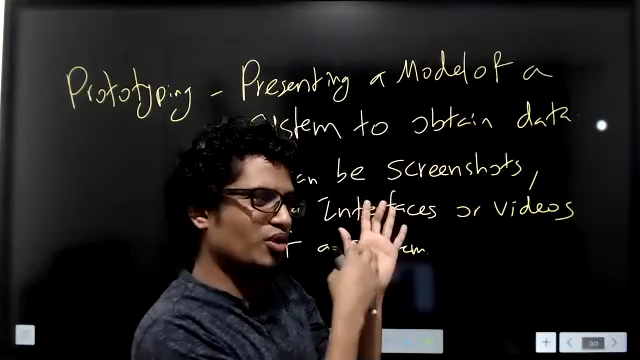 Prototyping - Presenting a Model of a
System to obtain data.
be screenshots,
Interfaces or videos
a